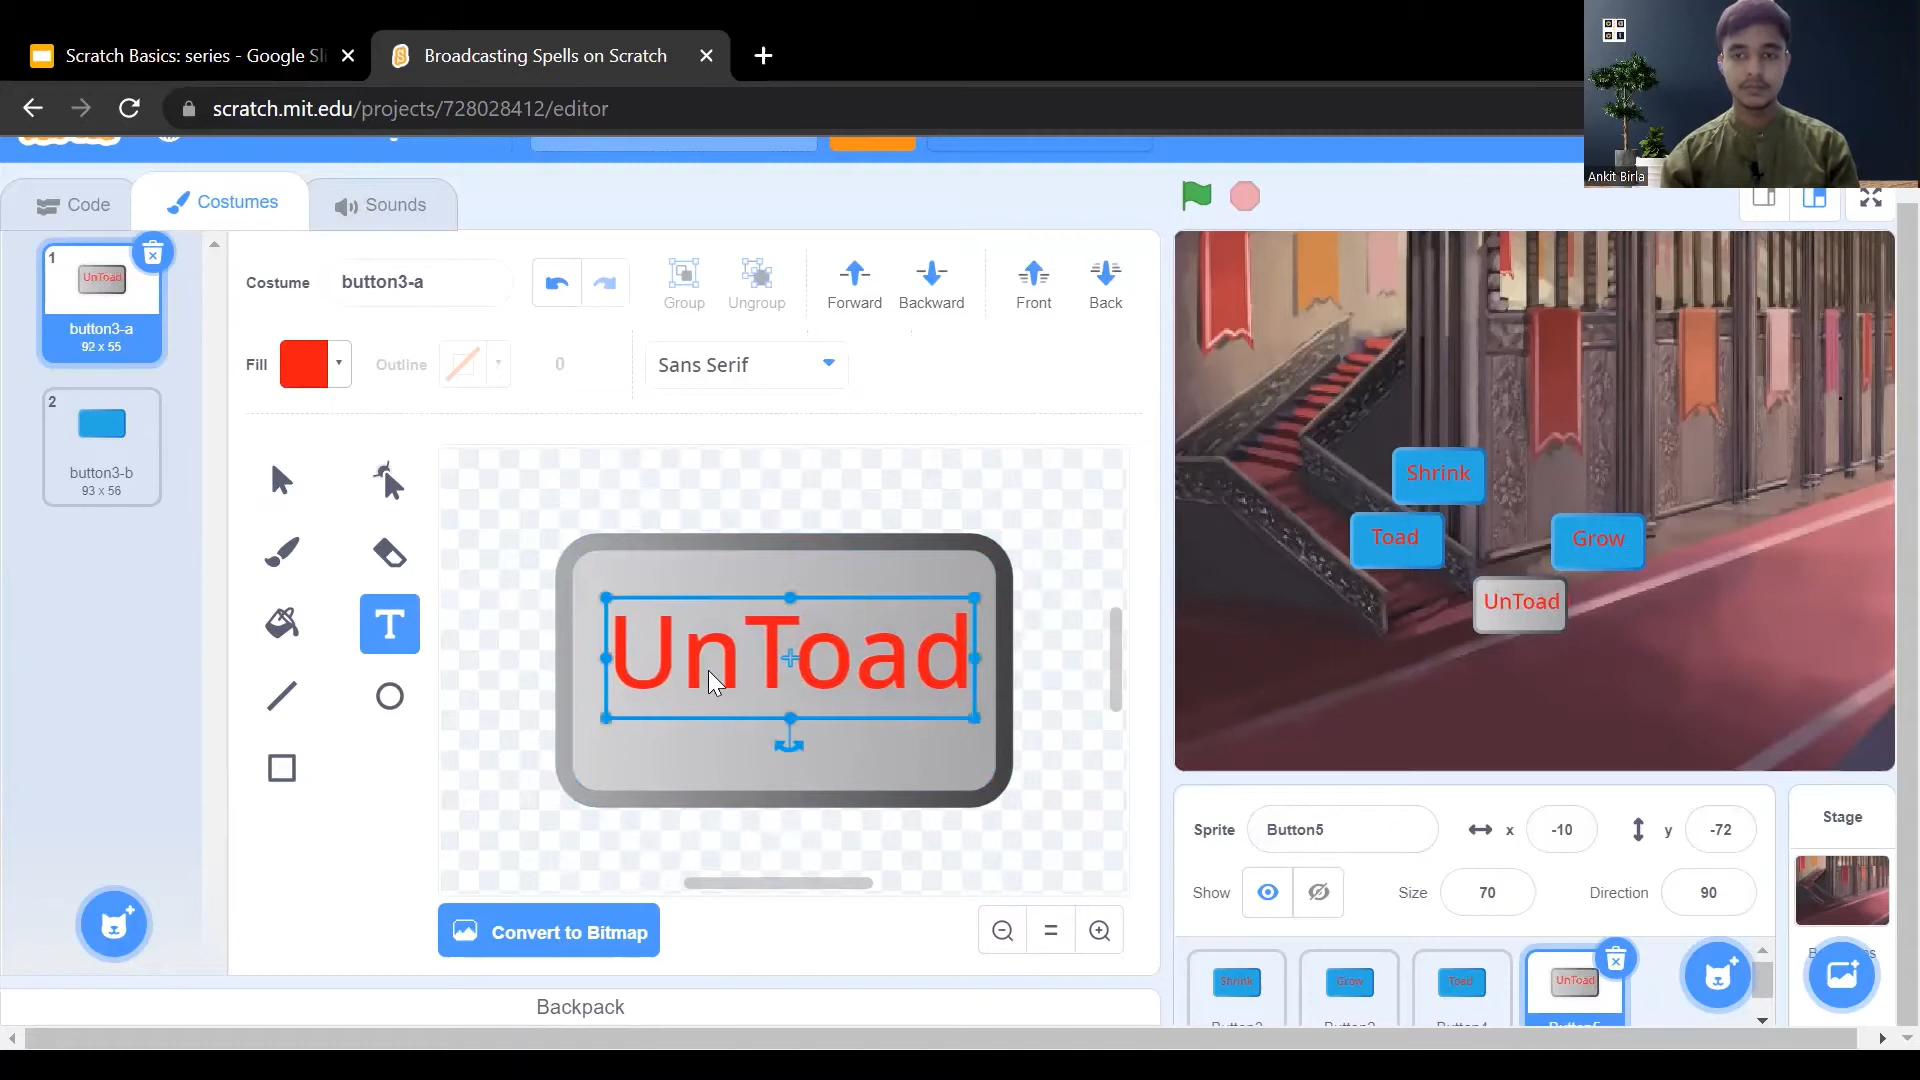 Scratch Basics: series - Google Sli
Broadcasting Spells on Scratch
scratch.mit.edu/projects/728028412/editor
Ankit Birla
Code
Costumes
Sounds
1
UnToad
button3-a
92 x 55
2
button3-b
93 x 56
Costume
button3-a
Group
Ungroup
Forward
Backward
Front
Back
Fill
Outline
0
Sans Serif
T
UnToad
Convert to Bitmap
Backpack
Shrink
Toad
Grow
UnToad
Sprite
Button5
x
-10
y
-72
Show
Size
70
Direction
90
Stage
Shrink
Grow
Toad
UnToad